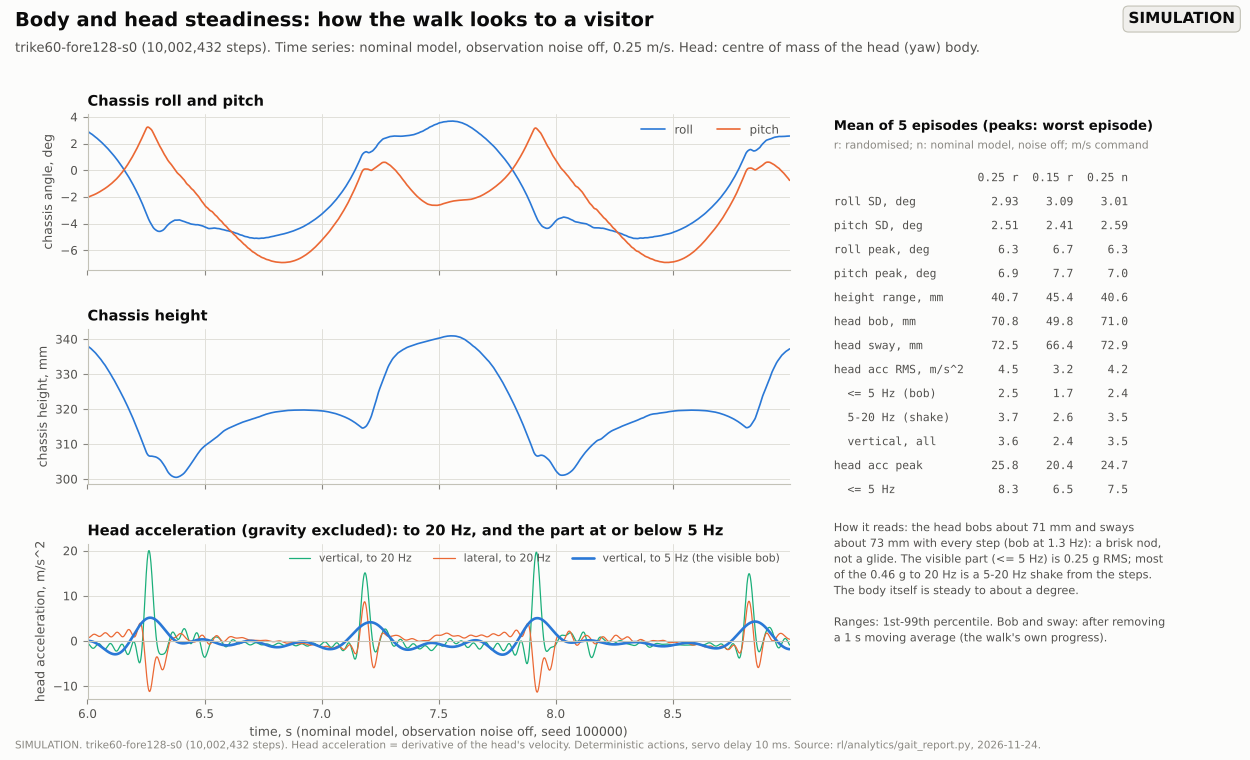 Body and head steadiness: how the walk looks to a visitor
SIMULATION
trike60-fore128-s0 (10,002,432 steps). Time series: nominal model, observation noise off, 0.25 m/s. Head: centre of mass of the head (yaw) body.
Chassis roll and pitch
roll
pitch
chassis angle, deg
4
2
0
−2
−4
−6
Chassis height
chassis height, mm
340
330
320
310
300
Head acceleration (gravity excluded): to 20 Hz, and the part at or below 5 Hz
vertical, to 20 Hz
lateral, to 20 Hz
vertical, to 5 Hz (the visible bob)
head acceleration, m/s^2
20
10
0
−10
6.0 6.5 7.0 7.5 8.0 8.5
time, s (nominal model, observation noise off, seed 100000)
Mean of 5 episodes (peaks: worst episode)
r: randomised; n: nominal model, noise off; m/s command
0.25 r 0.15 r 0.25 n
roll SD, deg 2.93 3.09 3.01
pitch SD, deg 2.51 2.41 2.59
roll peak, deg 6.3 6.7 6.3
pitch peak, deg 6.9 7.7 7.0
height range, mm 40.7 45.4 40.6
head bob, mm 70.8 49.8 71.0
head sway, mm 72.5 66.4 72.9
head acc RMS, m/s^2 4.5 3.2 4.2
<= 5 Hz (bob) 2.5 1.7 2.4
5-20 Hz (shake) 3.7 2.6 3.5
vertical, all 3.6 2.4 3.5
head acc peak 25.8 20.4 24.7
<= 5 Hz 8.3 6.5 7.5
How it reads: the head bobs about 71 mm and sways
about 73 mm with every step (bob at 1.3 Hz): a brisk nod,
not a glide. The visible part (<= 5 Hz) is 0.25 g RMS; most
of the 0.46 g to 20 Hz is a 5-20 Hz shake from the steps.
The body itself is steady to about a degree.
Ranges: 1st-99th percentile. Bob and sway: after removing
a 1 s moving average (the walk's own progress).
SIMULATION. trike60-fore128-s0 (10,002,432 steps). Head acceleration = derivative of the head's velocity. Deterministic actions, servo delay 10 ms. Source: rl/analytics/gait_report.py, 2026-11-24.